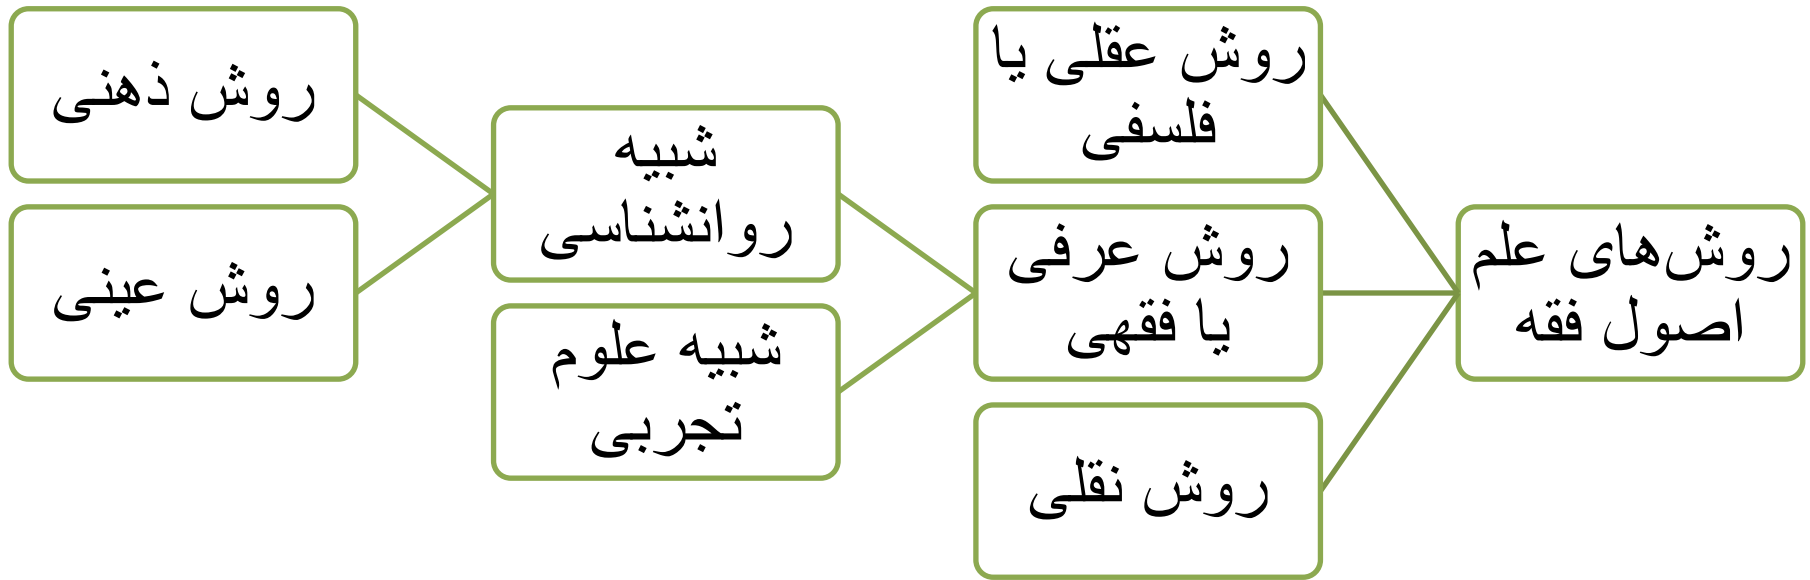 روش‌های علم
اصول فقه
روش عقلی یا
فلسفی
روش عرفی
یا فقهی
روش نقلی
شبیه
روانشناسی
شبیه علوم
تجربی
روش ذهنی
روش عینی